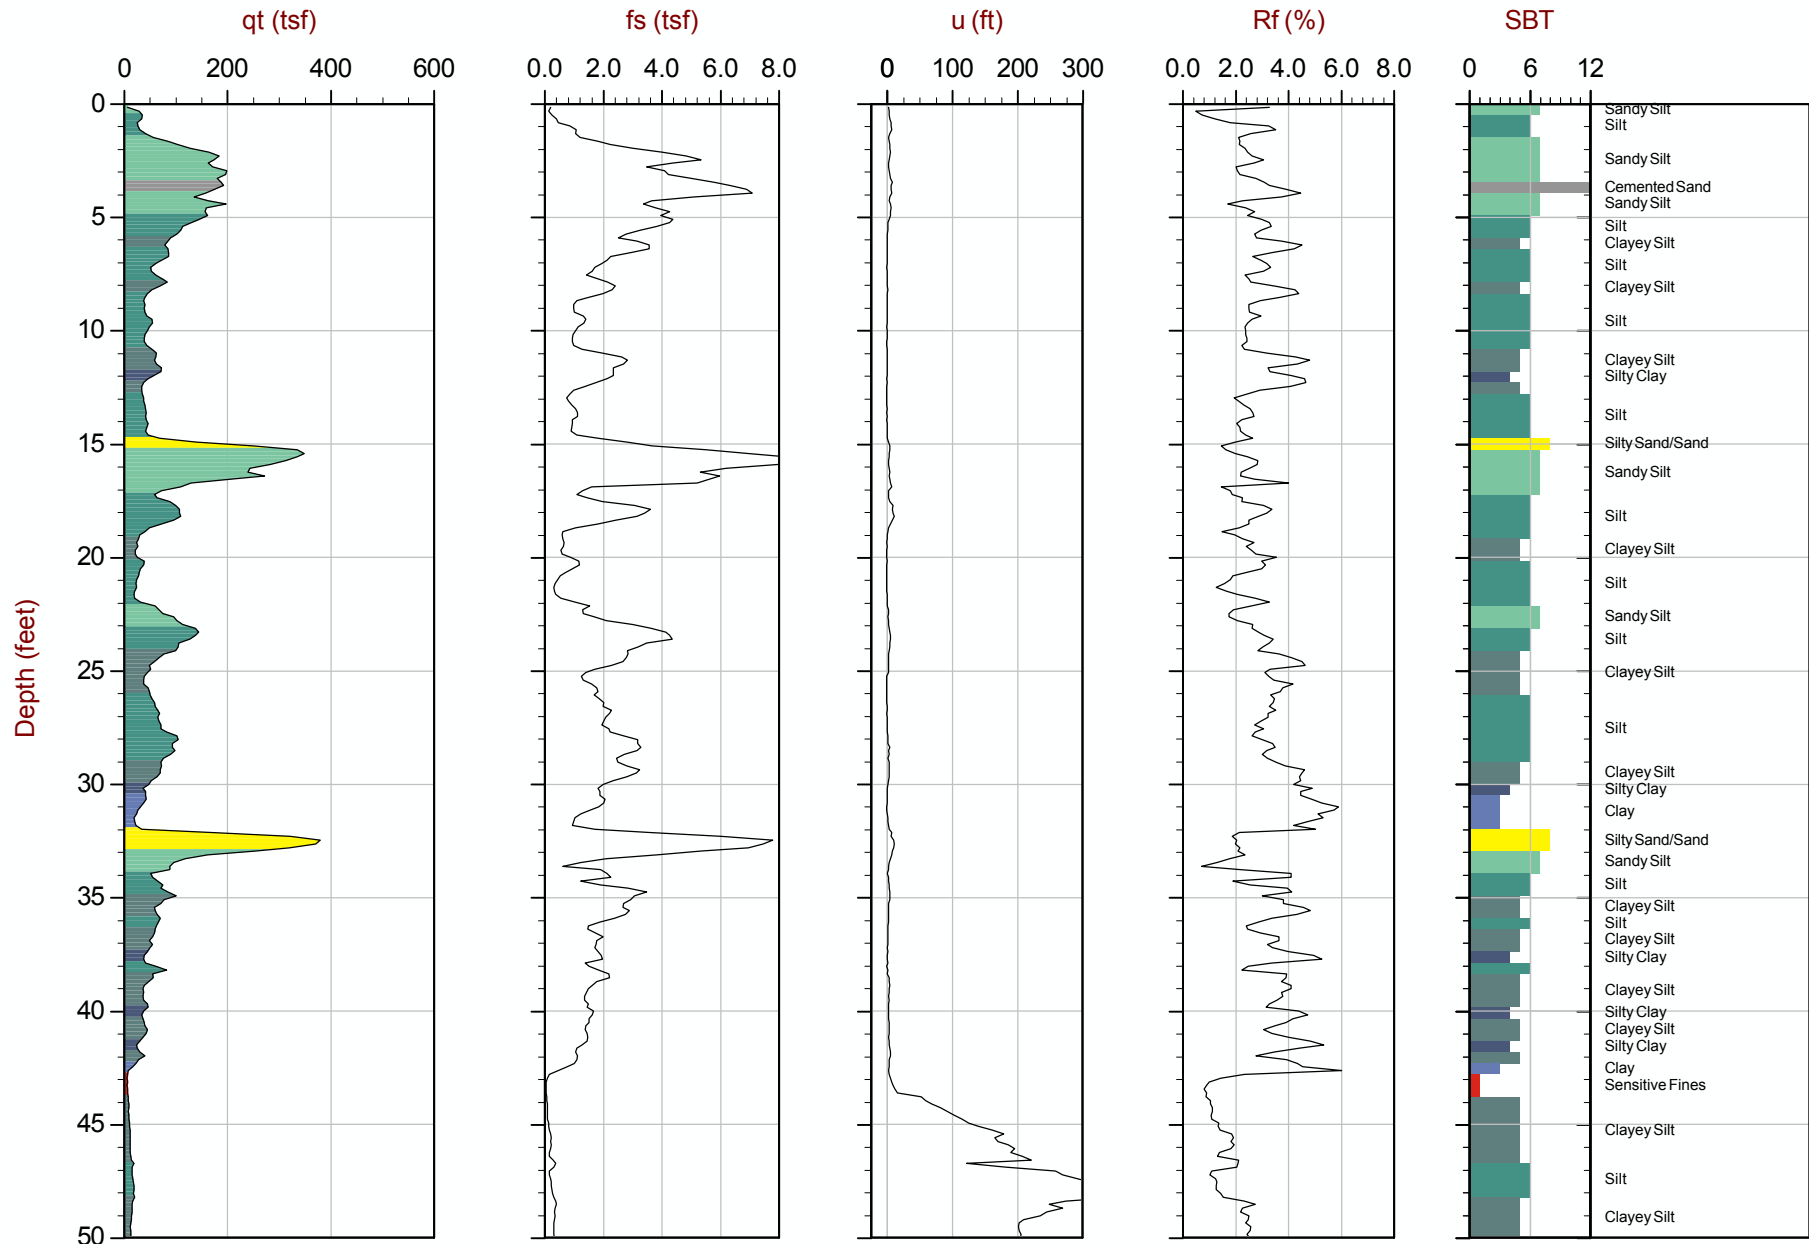 qt (tsf) fs (tsf) u (ft) Rf (%) SBT
0 200 400 600 0.0 2.0 4.0 6.0 8.0 0 100 200 300 0.0 2.0 4.0 6.0 8.0 0 6 12
Depth (feet)
0
5
10
15
20
25
30
35
40
45
50
Sandy Silt
Silt
Sandy Silt
Cemented Sand
Sandy Silt
Silt
Clayey Silt
Silt
Clayey Silt
Silt
Clayey Silt
Silty Clay
Silt
Silty Sand/Sand
Sandy Silt
Silt
Clayey Silt
Silt
Sandy Silt
Silt
Clayey Silt
Silt
Clayey Silt
Silty Clay
Clay
Silty Sand/Sand
Sandy Silt
Silt
Clayey Silt
Silt
Clayey Silt
Silty Clay
Clayey Silt
Silty Clay
Clayey Silt
Silty Clay
Clay
Sensitive Fines
Clayey Silt
Silt
Clayey Silt